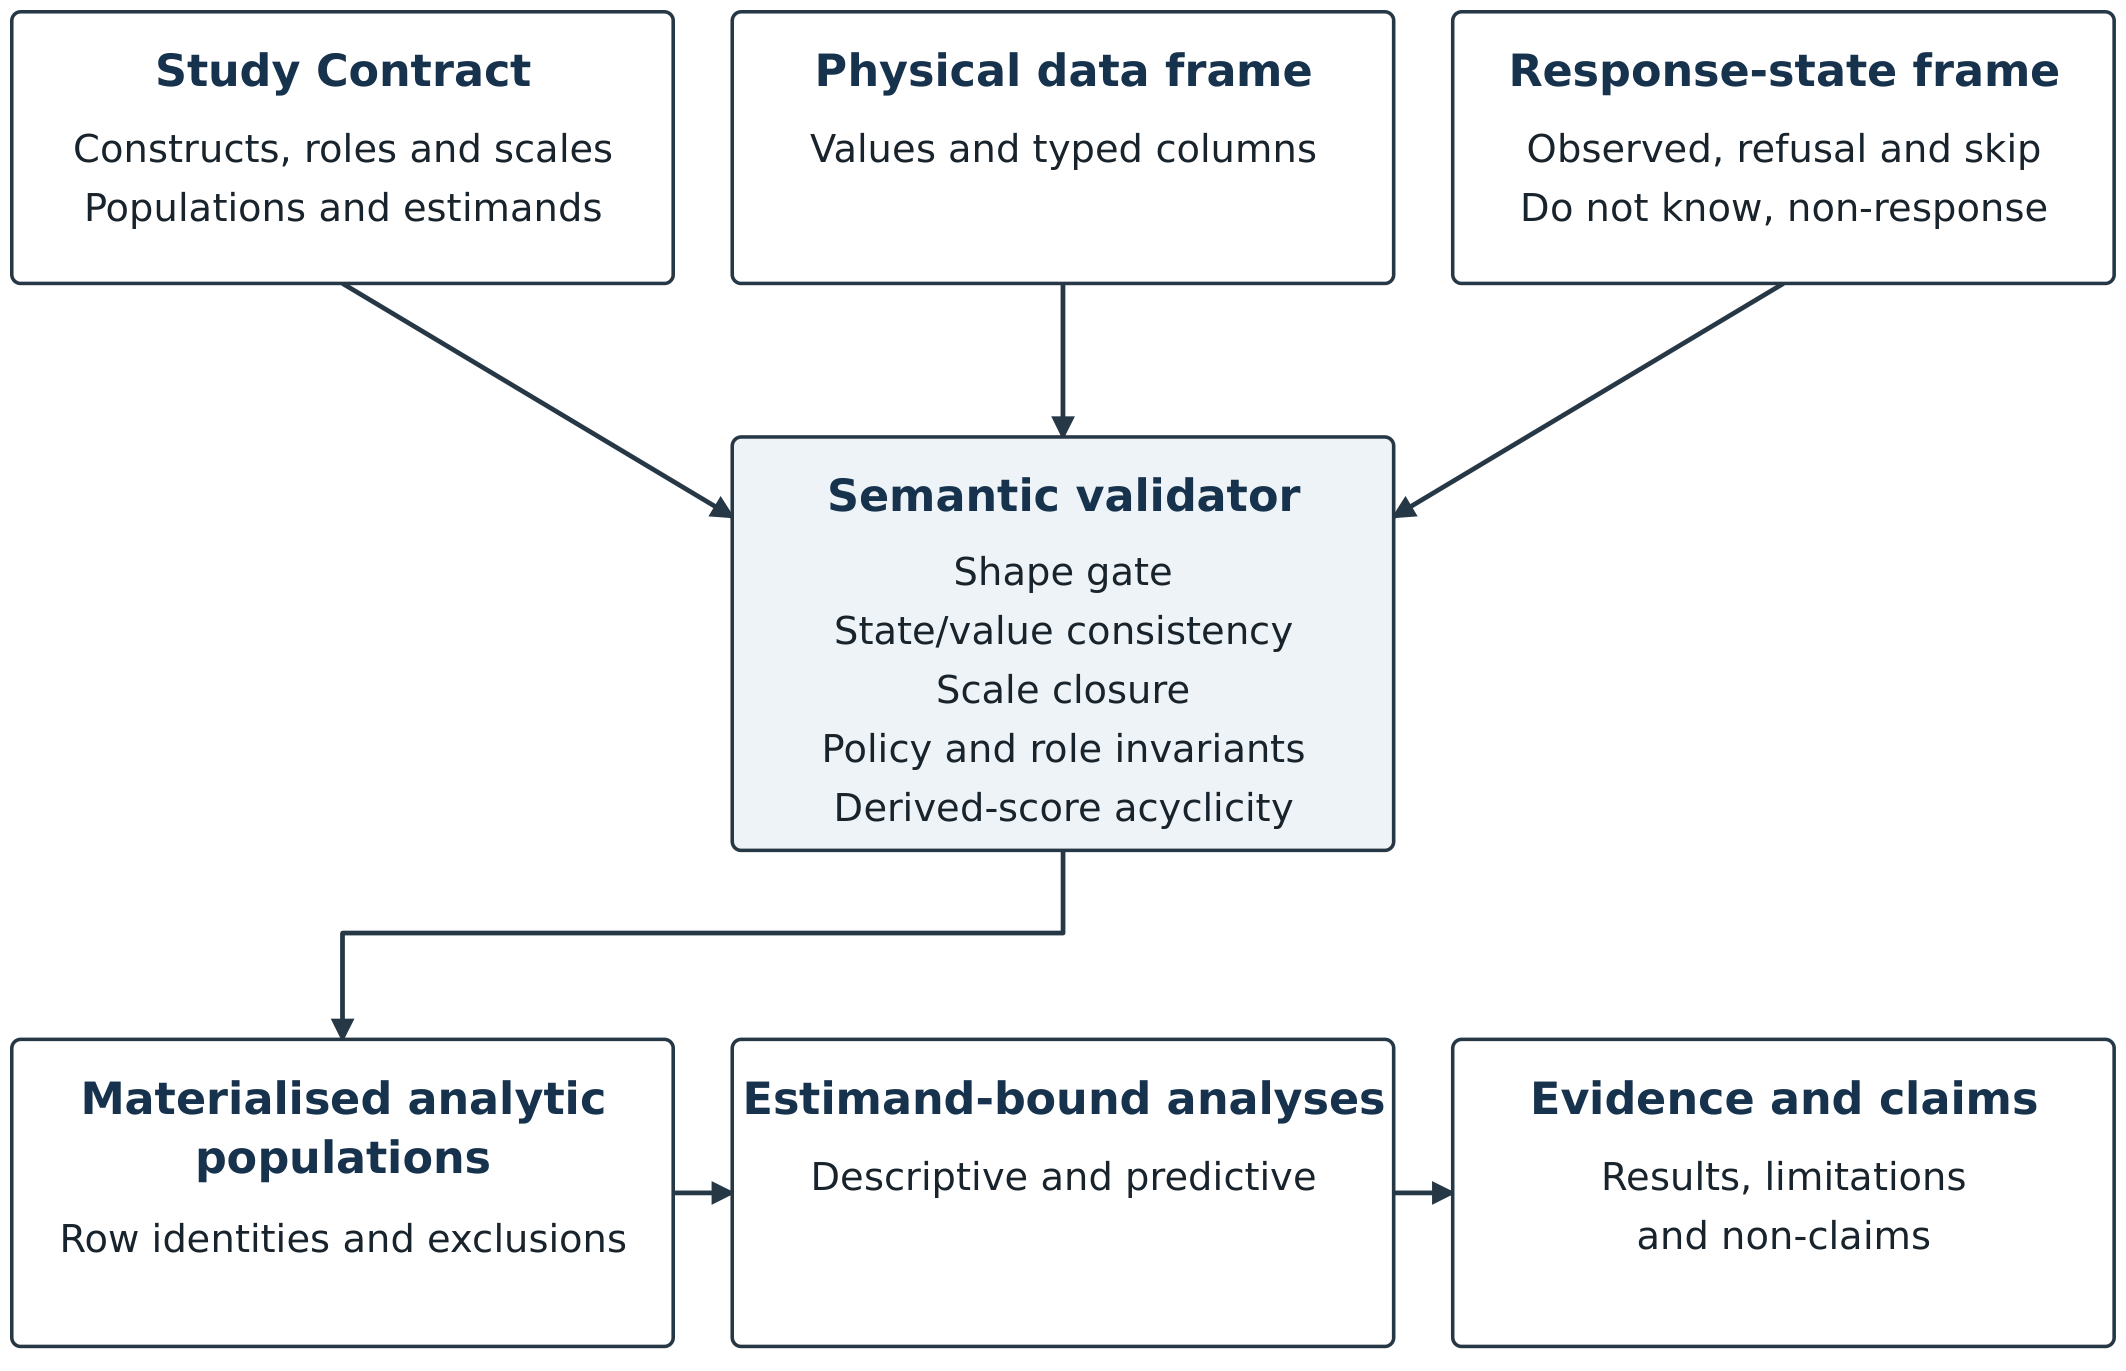 Study Contract
Constructs, roles and scales
Populations and estimands
Physical data frame
Values and typed columns
Response-state frame
Observed, refusal and skip
Do not know, non-response
Semantic validator
Shape gate
State/value consistency
Scale closure
Policy and role invariants
Derived-score acyclicity
Materialised analytic
populations
Row identities and exclusions
Estimand-bound analyses
Descriptive and predictive
Evidence and claims
Results, limitations
and non-claims